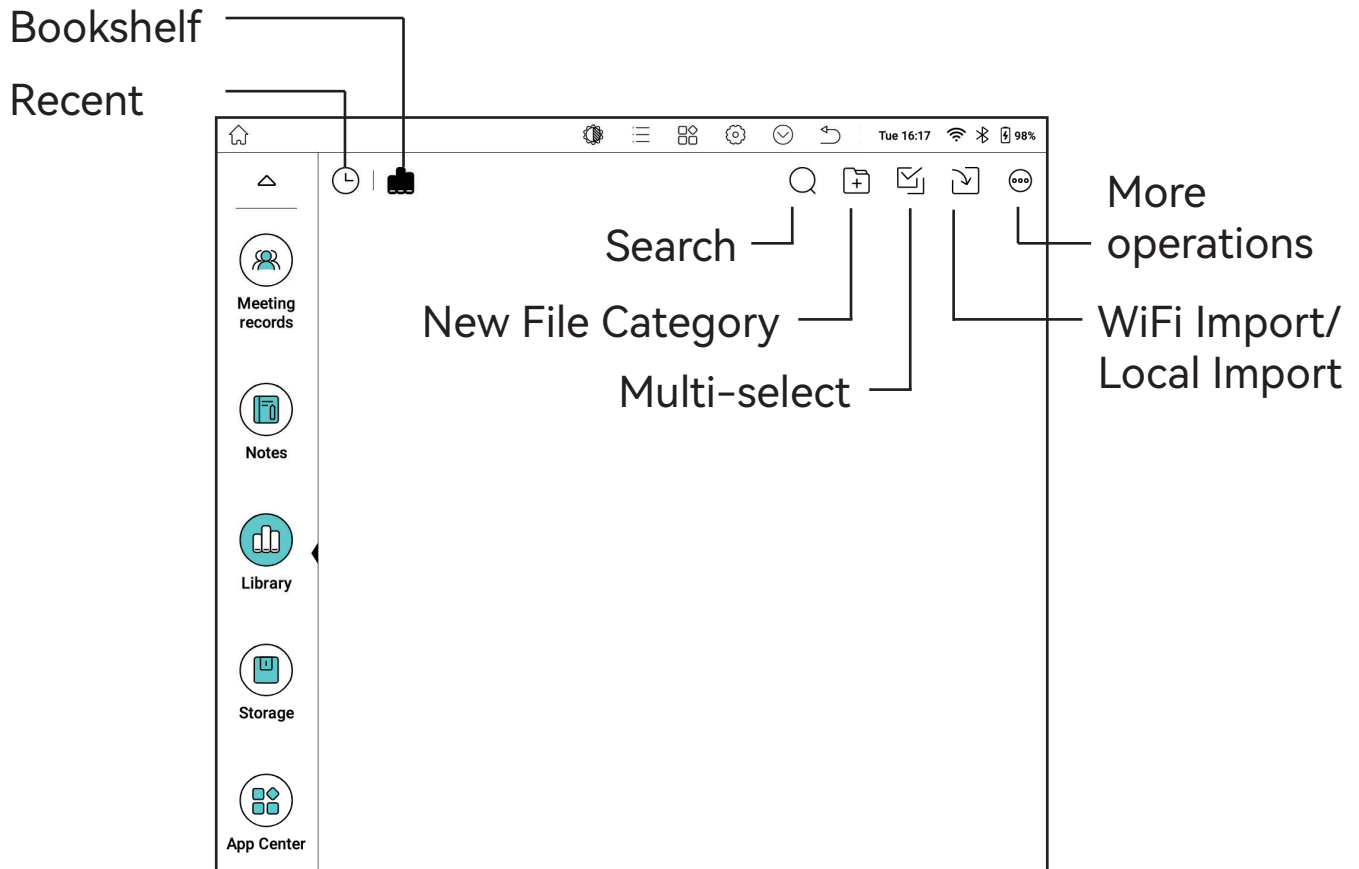 Bookshelf
Recent
Tue 16:17
98%
Meeting
records
Notes
Library
Storage
App Center
Search
New File Category
Multi-select
More
operations
WiFi Import/
Local Import